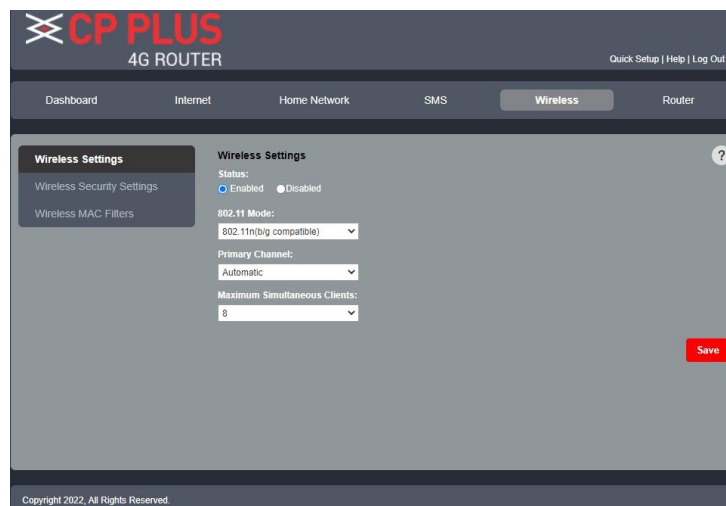 CP PLUS
4G ROUTER
Quick Setup | Help | Log Out
Dashboard Internet Home Network SMS Wireless Router
Wireless Settings
Wireless Security Settings
Wireless MAC Filters
Wireless Settings
?
Status:
Enabled Disabled
802.11 Mode:
802.11n(b/g compatible)
Primary Channel:
Automatic
Maximum Simultaneous Clients:
8
Save
Copyright 2022, All Rights Reserved.